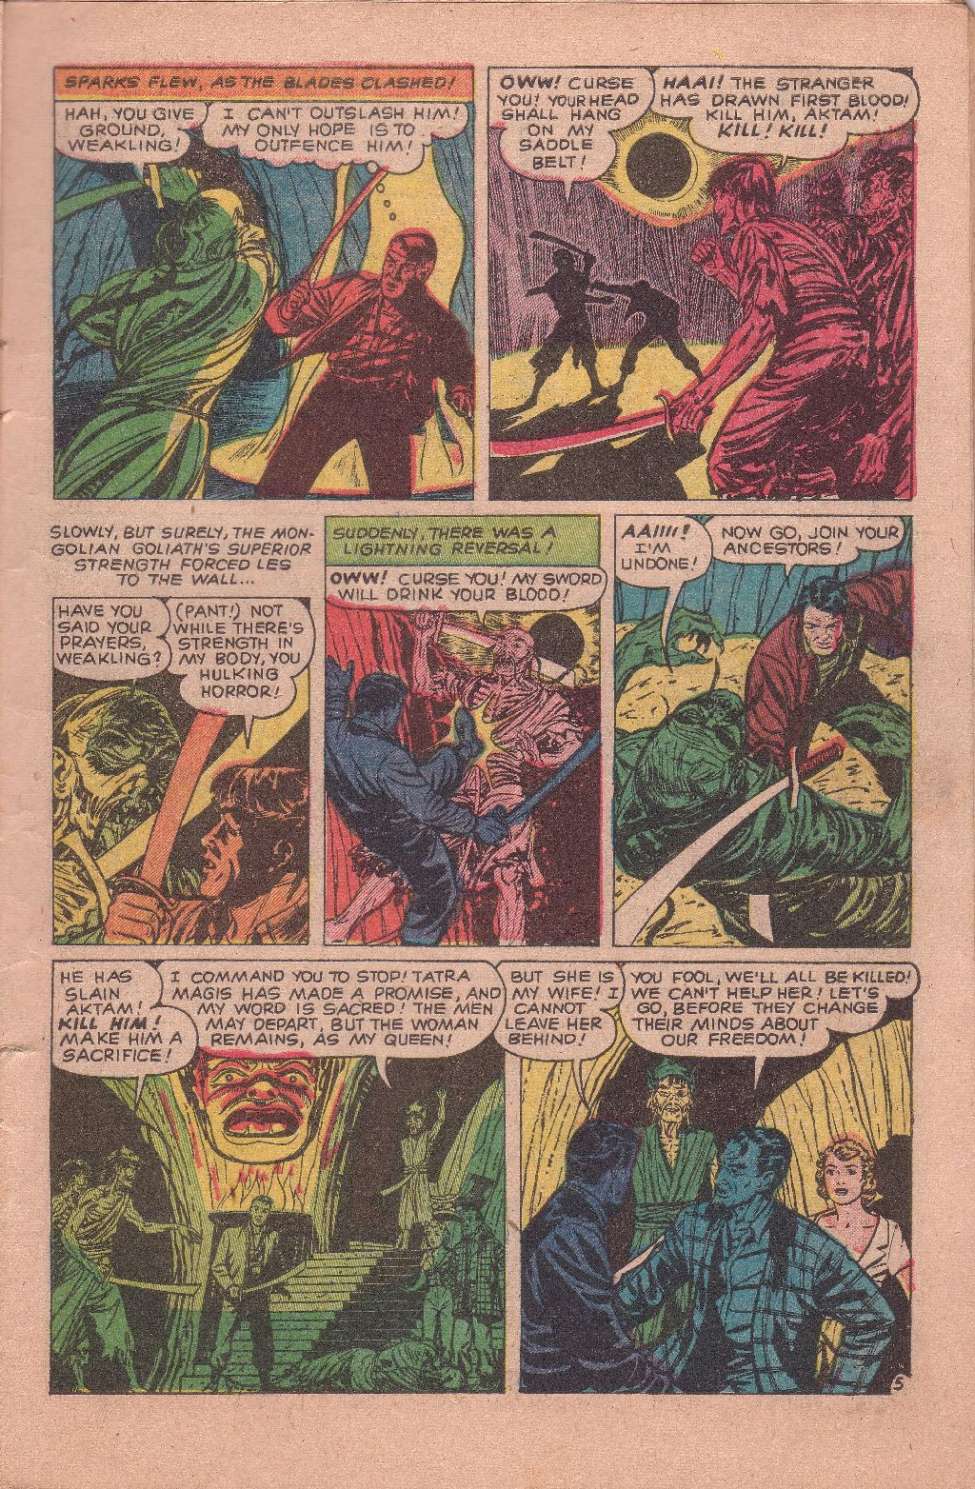 SPARKS FLEW, AS THE BLADES CLASHED!
HAH, YOU GIVE
GROUND,
WEAKLING!
I CAN'T OUTSLASH HIM!
MY ONLY HOPE IS TO
OUTFENCE HIM!
OWW! CURSE
YOU! YOUR HEAD
SHALL HANG
ON MY
SADDLE
BELT!
HAAI! THE STRANGER
HAS DRAWN FIRST BLOOD!
KILL HIM, AKTAM!
KILL! KILL!
SLOWLY, BUT SURELY, THE MON-
GOLIAN GOLIATH'S SUPERIOR
STRENGTH FORCED LES
TO THE WALL...
HAVE YOU
SAID YOUR
PRAYERS,
WEAKLING?
(PANT!) NOT
WHILE THERE'S
STRENGTH IN
MY BODY, YOU
HULKING
HORROR!
SUDDENLY, THERE WAS A
LIGHTNING REVERSAL!
OWW! CURSE YOU! MY SWORD
WILL DRINK YOUR BLOOD!
AAIIII!
I'M
UNDONE!
NOW GO, JOIN YOUR
ANCESTORS!
HE HAS
SLAIN
AKTAM!
KILL HIM!
MAKE HIM A
SACRIFICE!
I COMMAND YOU TO STOP! TATRA
MAGIS HAS MADE A PROMISE, AND
MY WORD IS SACRED! THE MEN
MAY DEPART, BUT THE WOMAN
REMAINS, AS MY QUEEN!
BUT SHE IS
MY WIFE! I
CANNOT
LEAVE HER
BEHIND!
YOU FOOL, WE'LL ALL BE KILLED!
WE CAN'T HELP HER! LET'S
GO, BEFORE THEY CHANGE
THEIR MINDS ABOUT
OUR FREEDOM!
5